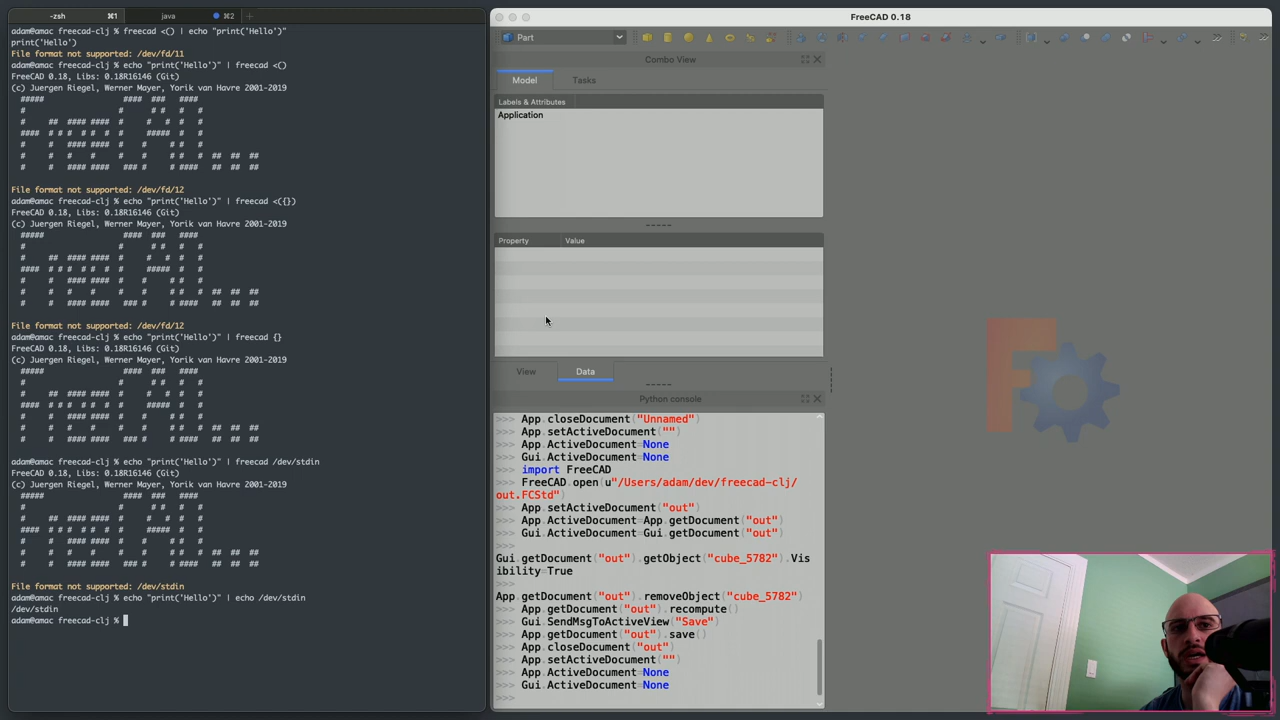 -zsh ⌘1 java ⌘2 +
adam@amac freecad-clj % freecad <() | echo "print('Hello')"
print('Hello')
File format not supported: /dev/fd/11
adam@amac freecad-clj % echo "print('Hello')" | freecad <()
FreeCAD 0.18, Libs: 0.18R16146 (Git)
(c) Juergen Riegel, Werner Mayer, Yorik van Havre 2001-2019
  #####                 ####  ###   ####
  #                     #      # #  #   #
  #     ##  #### ####   #     #   # #   #
  ####  # # #  # #  #   #     ##### #   #
  #     #   #### ####   #    #    # #   #
  #     #   #    #      #    #    # #   #  ##  ##  ##
  #     #   #### ####   ### #    # ####   ##  ##  ##
File format not supported: /dev/fd/12
adam@amac freecad-clj % echo "print('Hello')" | freecad <({})
FreeCAD 0.18, Libs: 0.18R16146 (Git)
(c) Juergen Riegel, Werner Mayer, Yorik van Havre 2001-2019
  #####                 ####  ###   ####
  #                     #      # #  #   #
  #     ##  #### ####   #     #   # #   #
  ####  # # #  # #  #   #     ##### #   #
  #     #   #### ####   #    #    # #   #
  #     #   #    #      #    #    # #   #  ##  ##  ##
  #     #   #### ####   ### #    # ####   ##  ##  ##
File format not supported: /dev/fd/12
adam@amac freecad-clj % echo "print('Hello')" | freecad {}
FreeCAD 0.18, Libs: 0.18R16146 (Git)
(c) Juergen Riegel, Werner Mayer, Yorik van Havre 2001-2019
  #####                 ####  ###   ####
  #                     #      # #  #   #
  #     ##  #### ####   #     #   # #   #
  ####  # # #  # #  #   #     ##### #   #
  #     #   #### ####   #    #    # #   #
  #     #   #    #      #    #    # #   #  ##  ##  ##
  #     #   #### ####   ### #    # ####   ##  ##  ##
adam@amac freecad-clj % echo "print('Hello')" | freecad /dev/stdin
FreeCAD 0.18, Libs: 0.18R16146 (Git)
(c) Juergen Riegel, Werner Mayer, Yorik van Havre 2001-2019
  #####                 ####  ###   ####
  #                     #      # #  #   #
  #     ##  #### ####   #     #   # #   #
  ####  # # #  # #  #   #     ##### #   #
  #     #   #### ####   #    #    # #   #
  #     #   #    #      #    #    # #   #  ##  ##  ##
  #     #   #### ####   ### #    # ####   ##  ##  ##
File format not supported: /dev/stdin
adam@amac freecad-clj % echo "print('Hello')" | echo /dev/stdin
/dev/stdin
adam@amac freecad-clj %
FreeCAD 0.18
Part
Combo View
Model Tasks
Labels & Attributes
Application
Property Value
View Data
Python console
>>> App.closeDocument("Unnamed")
>>> App.setActiveDocument("")
>>> App.ActiveDocument=None
>>> Gui.ActiveDocument=None
>>> import FreeCAD
>>> FreeCAD.open(u"/Users/adam/dev/freecad-clj/
out.FCStd")
>>> App.setActiveDocument("out")
>>> App.ActiveDocument=App.getDocument("out")
>>> Gui.ActiveDocument=Gui.getDocument("out")
>>>
Gui.getDocument("out").getObject("cube_5782").Vis
ibility=True
>>>
App.getDocument("out").removeObject("cube_5782")
>>> App.getDocument("out").recompute()
>>> Gui.SendMsgToActiveView("Save")
>>> App.getDocument("out").save()
>>> App.closeDocument("out")
>>> App.setActiveDocument("")
>>> App.ActiveDocument=None
>>> Gui.ActiveDocument=None
>>>